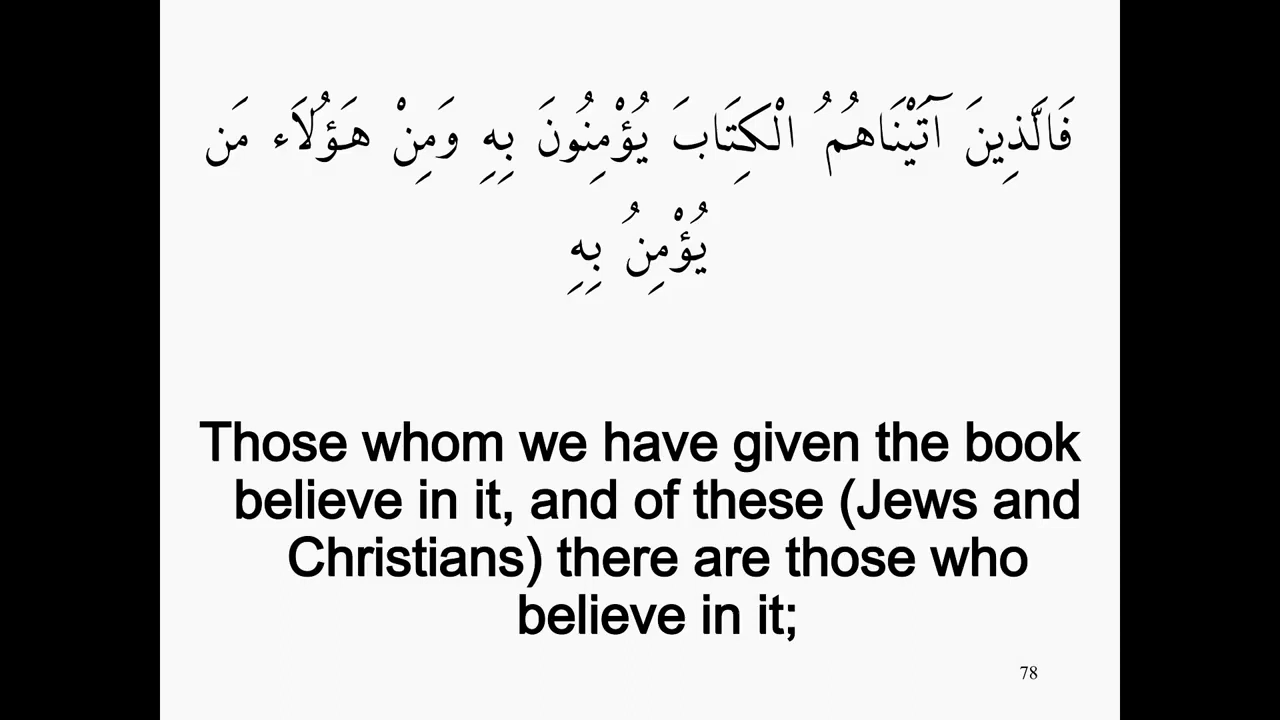 فَالَّذِينَ آتَيْنَاهُمُ الْكِتَابَ يُؤْمِنُونَ بِهِ وَمِنْ هَؤُلَاء مَن
يُؤْمِنُ بِهِ
Those whom we have given the book
believe in it, and of these (Jews and
Christians) there are those who
believe in it;
78